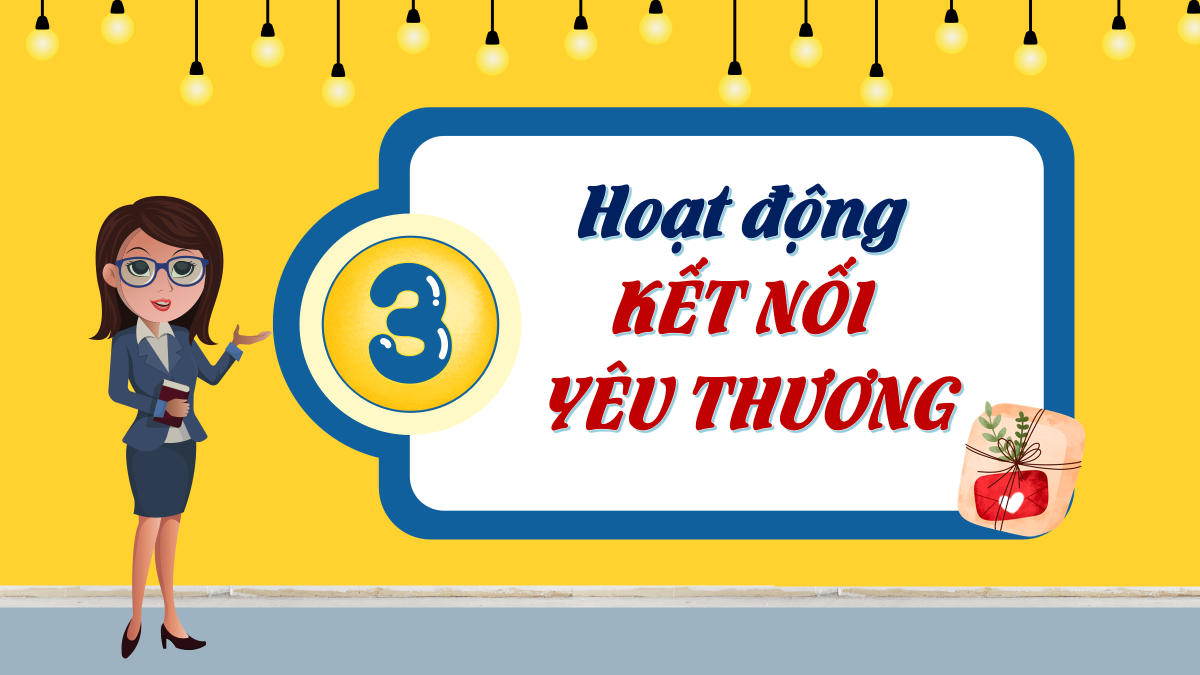 3
Hoạt động
KẾT NỐI
YÊU THƯƠNG